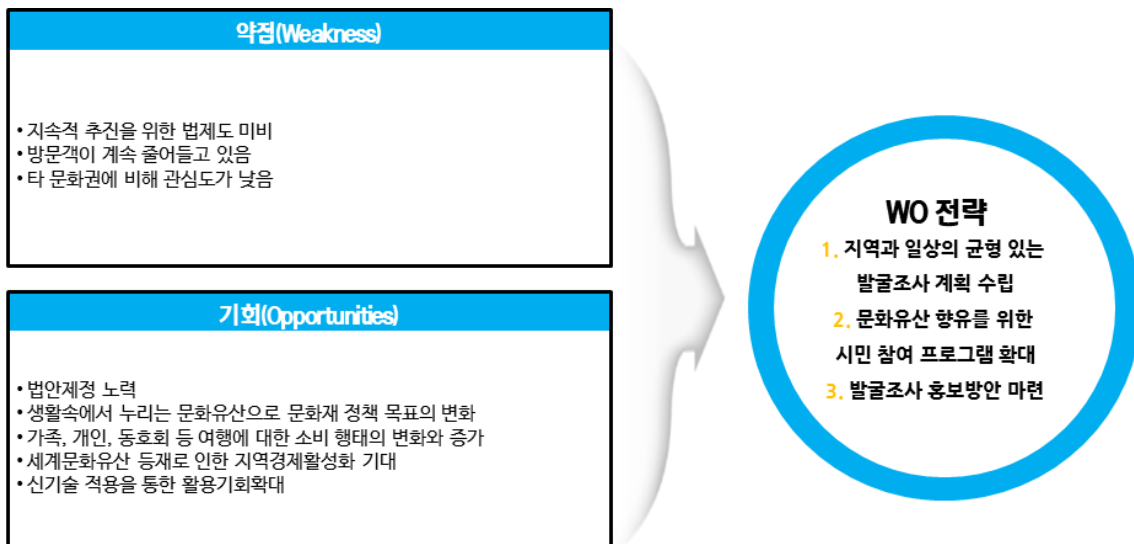 약점(Weakness)
• 지속적 추진을 위한 법제도 미비
• 방문객이 계속 줄어들고 있음
• 타 문화권에 비해 관심도가 낮음
기회(Opportunities)
• 법안제정 노력
• 생활속에서 누리는 문화유산으로 문화재 정책 목표의 변화
• 가족, 개인, 동호회 등 여행에 대한 소비 행태의 변화와 증가
• 세계문화유산 등재로 인한 지역경제활성화 기대
• 신기술 적용을 통한 활용기회확대
WO 전략
1. 지역과 일상의 균형 있는
발굴조사 계획 수립
2. 문화유산 향유를 위한
시민 참여 프로그램 확대
3. 발굴조사 홍보방안 마련